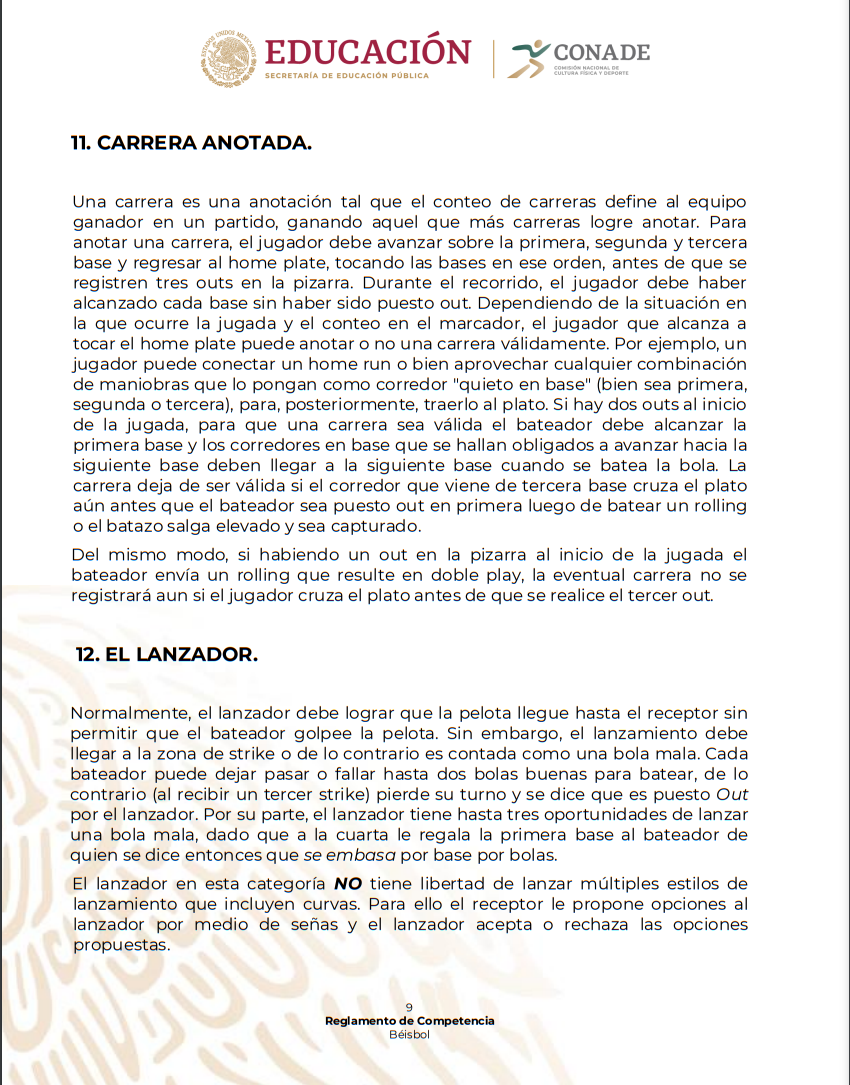 EDUCACIÓN
SECRETARÍA DE EDUCACIÓN PÚBLICA
ESTADOS UNIDOS MEXICANOS
CONADE
COMISIÓN NACIONAL DE
CULTURA FÍSICA Y DEPORTE
11. CARRERA ANOTADA.
Una carrera es una anotación tal que el conteo de carreras define al equipo
ganador en un partido, ganando aquel que más carreras logre anotar. Para
anotar una carrera, el jugador debe avanzar sobre la primera, segunda y tercera
base y regresar al home plate, tocando las bases en ese orden, antes de que se
registren tres outs en la pizarra. Durante el recorrido, el jugador debe haber
alcanzado cada base sin haber sido puesto out. Dependiendo de la situación en
la que ocurre la jugada y el conteo en el marcador, el jugador que alcanza a
tocar el home plate puede anotar o no una carrera válidamente. Por ejemplo, un
jugador puede conectar un home run o bien aprovechar cualquier combinación
de maniobras que lo pongan como corredor "quieto en base" (bien sea primera,
segunda o tercera), para, posteriormente, traerlo al plato. Si hay dos outs al inicio
de la jugada, para que una carrera sea válida el bateador debe alcanzar la
primera base y los corredores en base que se hallan obligados a avanzar hacia la
siguiente base deben llegar a la siguiente base cuando se batea la bola. La
carrera deja de ser válida si el corredor que viene de tercera base cruza el plato
aún antes que el bateador sea puesto out en primera luego de batear un rolling
o el batazo salga elevado y sea capturado.
Del mismo modo, si habiendo un out en la pizarra al inicio de la jugada el
bateador envía un rolling que resulte en doble play, la eventual carrera no se
registrará aun si el jugador cruza el plato antes de que se realice el tercer out.
12. EL LANZADOR.
Normalmente, el lanzador debe lograr que la pelota llegue hasta el receptor sin
permitir que el bateador golpee la pelota. Sin embargo, el lanzamiento debe
llegar a la zona de strike o de lo contrario es contada como una bola mala. Cada
bateador puede dejar pasar o fallar hasta dos bolas buenas para batear, de lo
contrario (al recibir un tercer strike) pierde su turno y se dice que es puesto Out
por el lanzador. Por su parte, el lanzador tiene hasta tres oportunidades de lanzar
una bola mala, dado que a la cuarta le regala la primera base al bateador de
quien se dice entonces que se embasa por base por bolas.
El lanzador en esta categoría NO tiene libertad de lanzar múltiples estilos de
lanzamiento que incluyen curvas. Para ello el receptor le propone opciones al
lanzador por medio de señas y el lanzador acepta o rechaza las opciones
propuestas.
9
Reglamento de Competencia
Béisbol